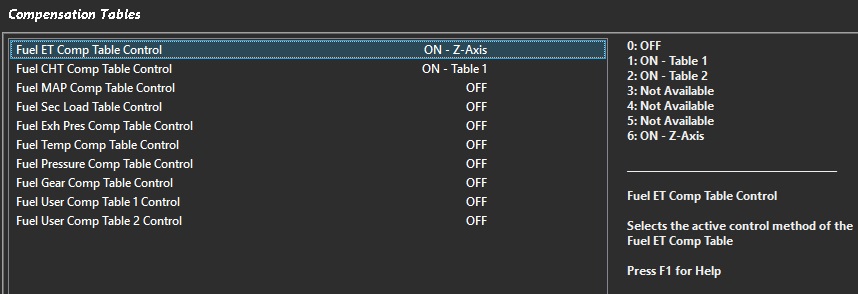 Compensation Tables
Fuel ET Comp Table Control ON - Z-Axis
Fuel CHT Comp Table Control ON - Table 1
Fuel MAP Comp Table Control OFF
Fuel Sec Load Table Control OFF
Fuel Exh Pres Comp Table Control OFF
Fuel Temp Comp Table Control OFF
Fuel Pressure Comp Table Control OFF
Fuel Gear Comp Table Control OFF
Fuel User Comp Table 1 Control OFF
Fuel User Comp Table 2 Control OFF
0: OFF
1: ON - Table 1
2: ON - Table 2
3: Not Available
4: Not Available
5: Not Available
6: ON - Z-Axis
Fuel ET Comp Table Control
Selects the active control method of the
Fuel ET Comp Table
Press F1 for Help